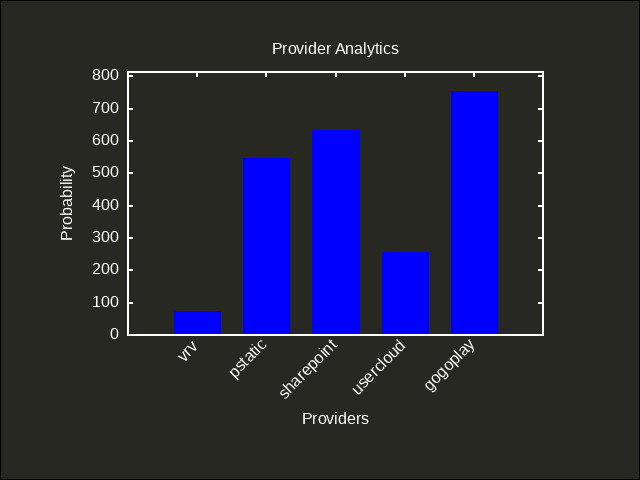 Provider Analytics
800
700
600
500
400
300
200
100
0
Probability
vrv
pstatic
sharepoint
usercloud
gogoplay
Providers